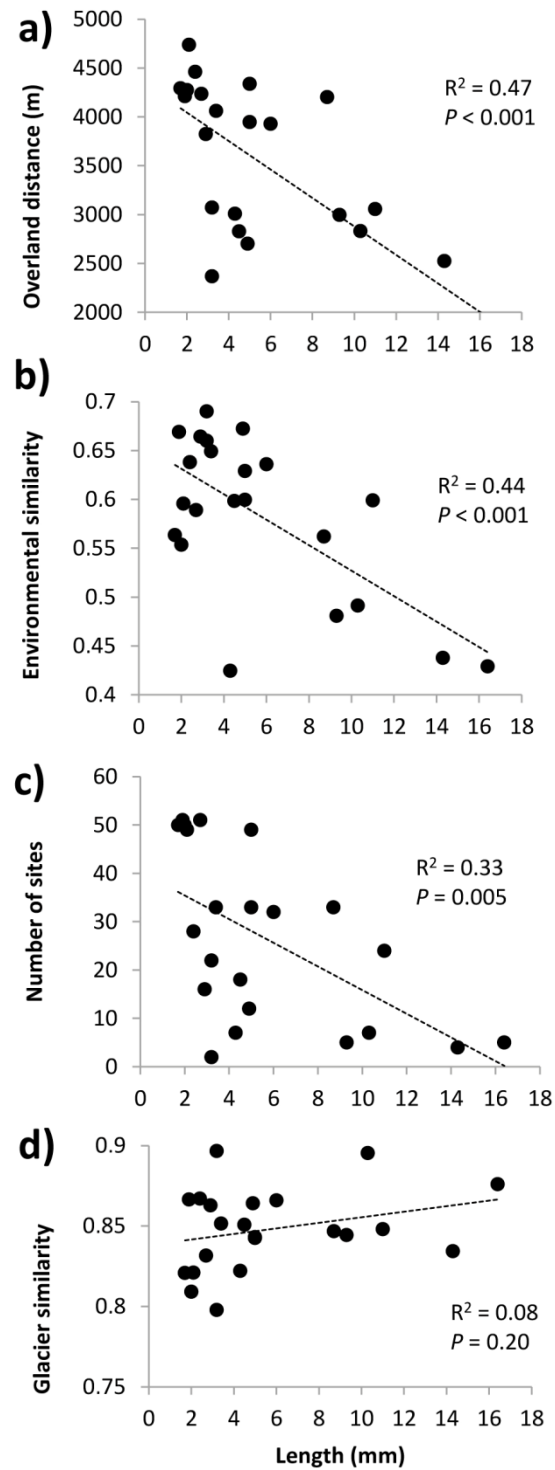 a)
Overland distance (m)
5000
4500
4000
3500
3000
2500
2000
R² = 0.47
P < 0.001
0 2 4 6 8 10 12 14 16 18
b)
Environmental similarity
0.7
0.65
0.6
0.55
0.5
0.45
0.4
R² = 0.44
P < 0.001
0 2 4 6 8 10 12 14 16 18
c)
Number of sites
60
50
40
30
20
10
0
R² = 0.33
P = 0.005
0 2 4 6 8 10 12 14 16 18
d)
Glacier similarity
0.9
0.85
0.8
0.75
R² = 0.08
P = 0.20
0 2 4 6 8 10 12 14 16 18
Length (mm)